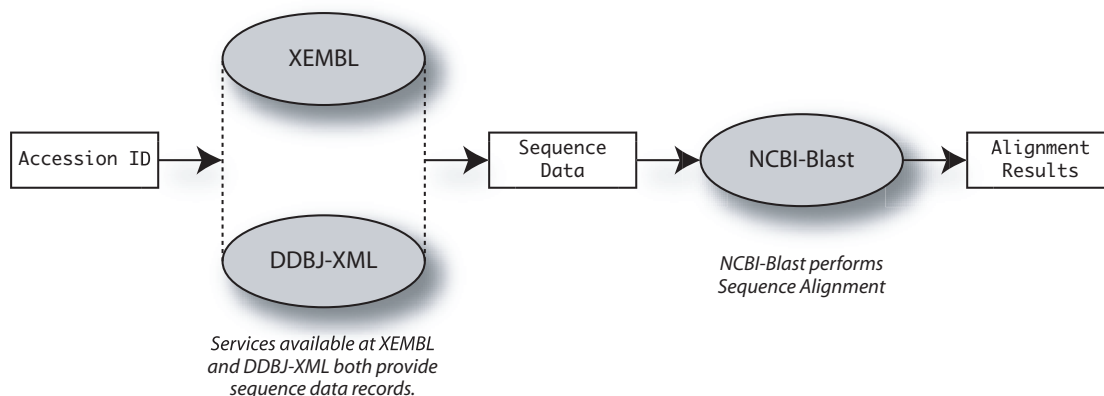 XEMBL
Accession ID
Sequence
Data
NCBI-Blast
Alignment
Results
DDBJ-XML
NCBI-Blast performs
Sequence Alignment
Services available at XEMBL
and DDBJ-XML both provide
sequence data records.